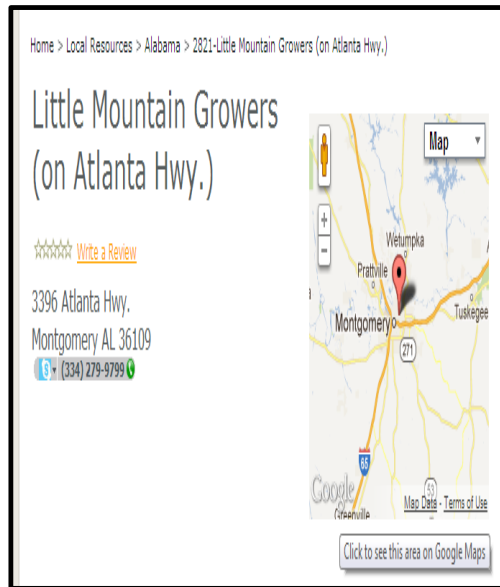 Home > Local Resources > Alabama > 2821-Little Mountain Growers (on Atlanta Hwy.)
Little Mountain Growers
(on Atlanta Hwy.)
Write a Review
3396 Atlanta Hwy.
Montgomery AL 36109
(334) 279-9799
Map
+
−
Wetumpka
Prattville
Tuskegee
Montgomery
271
65
53
Greenville
Google
Map Data - Terms of Use
Click to see this area on Google Maps